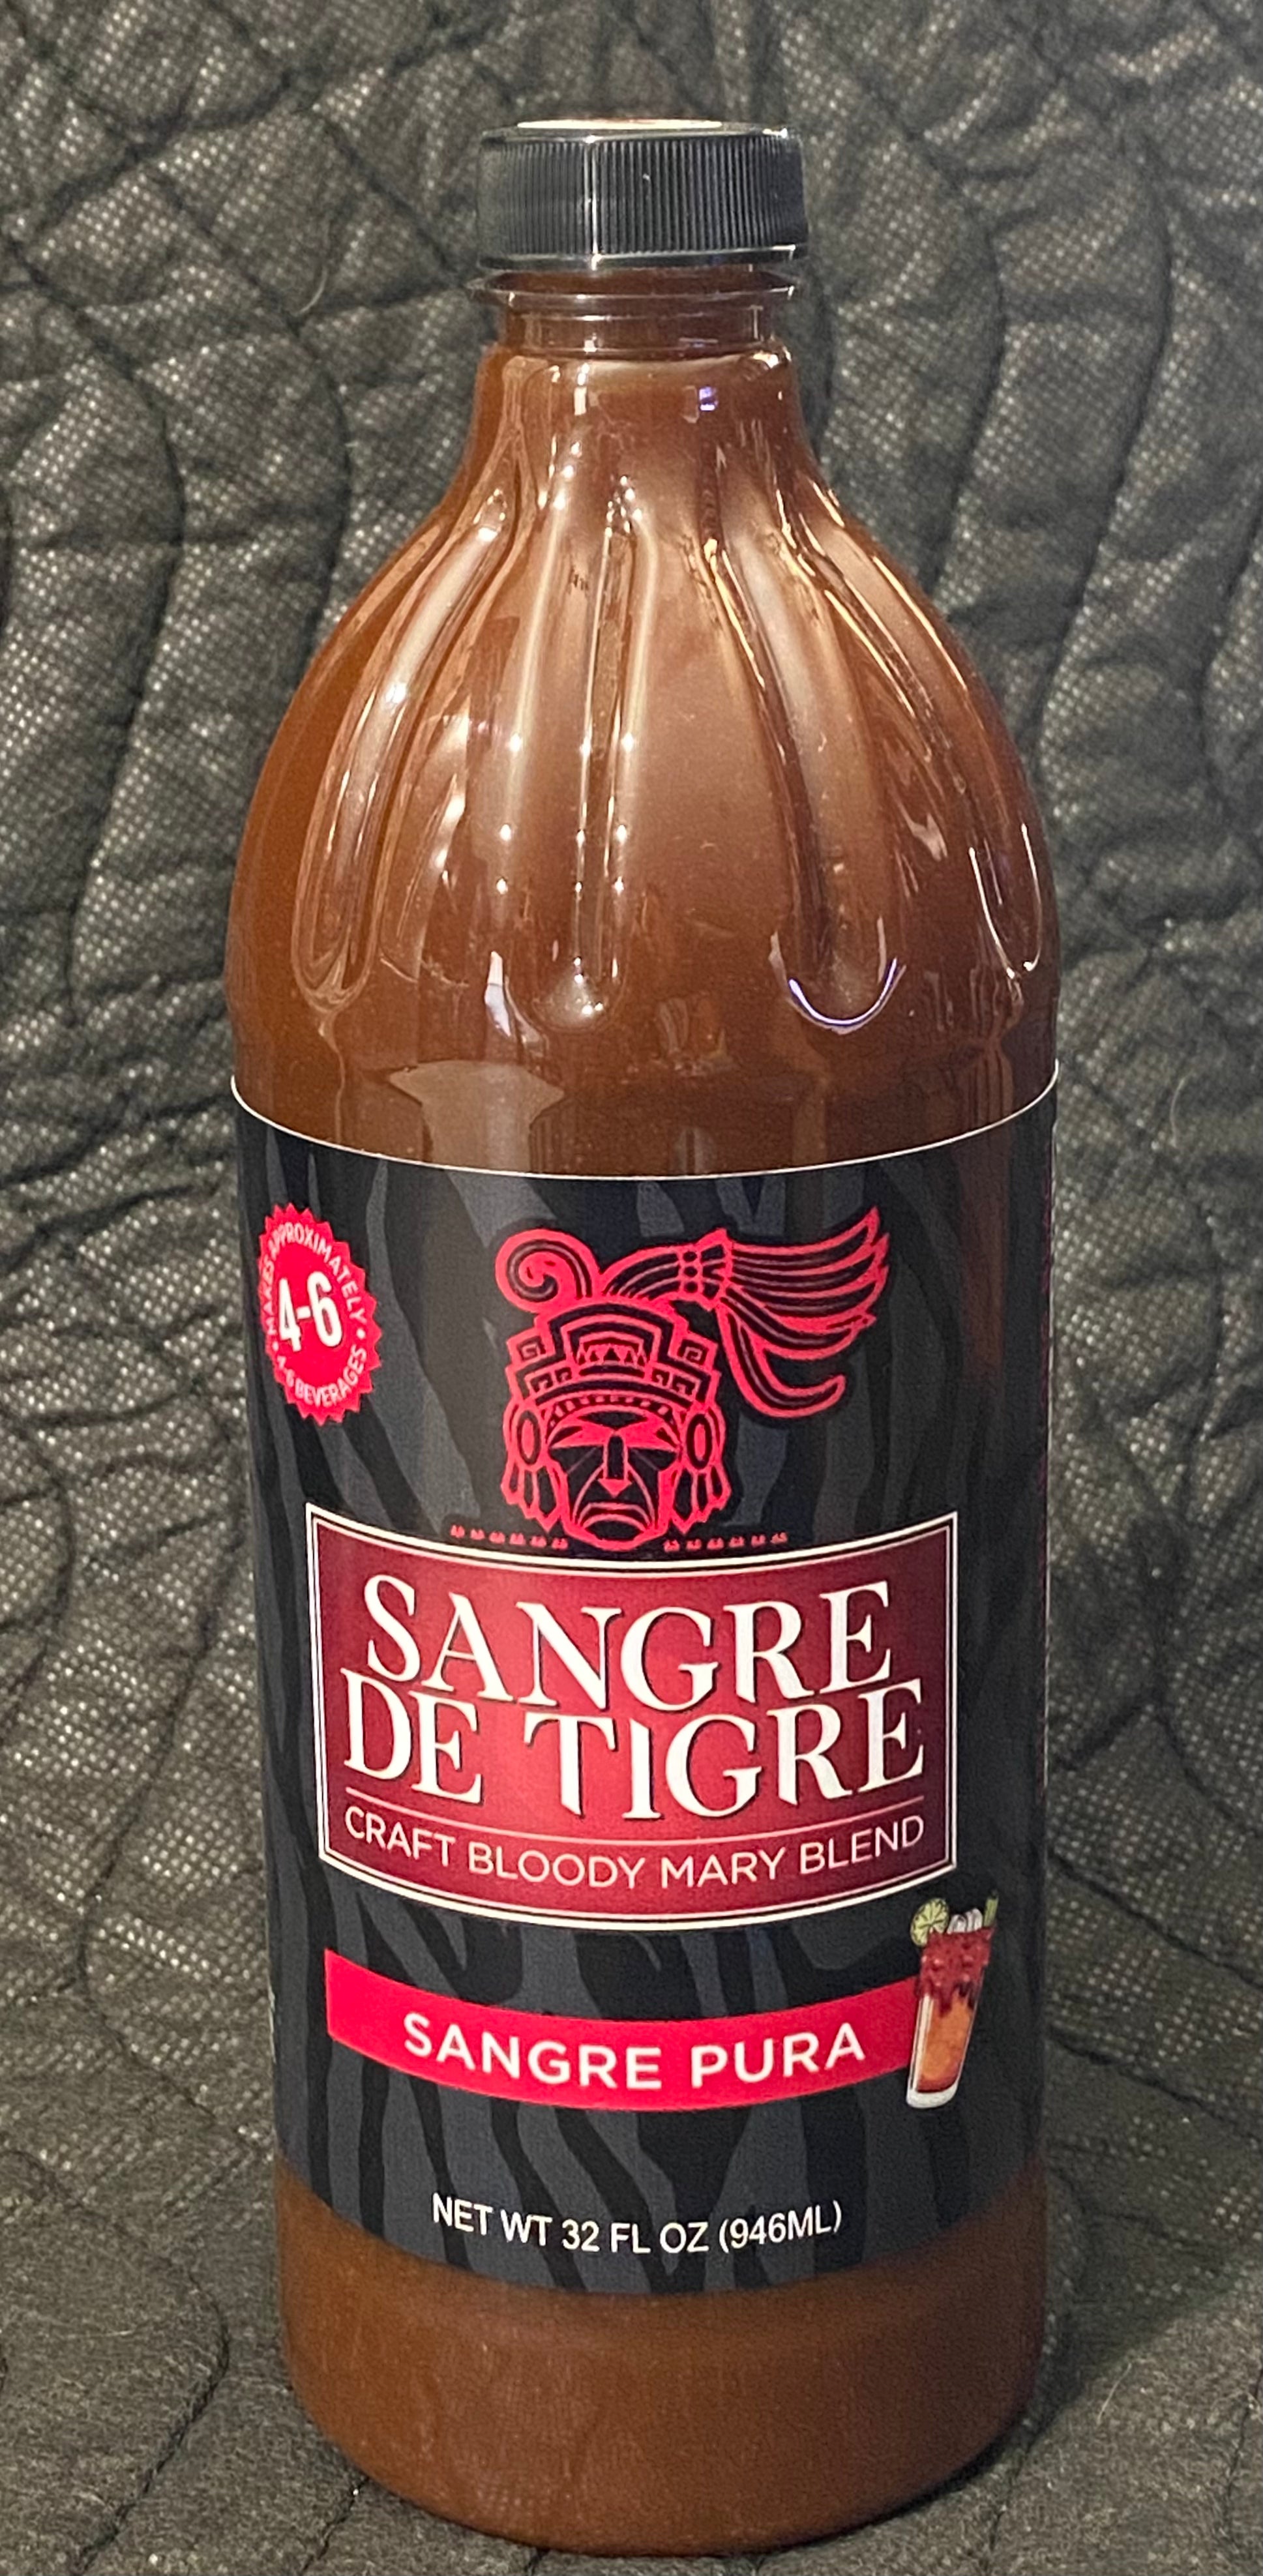 MAKES APPROXIMATELY
4-6
4-6 BEVERAGES
SANGRE
DE TIGRE
CRAFT BLOODY MARY BLEND
SANGRE PURA
NET WT 32 FL OZ (946ML)